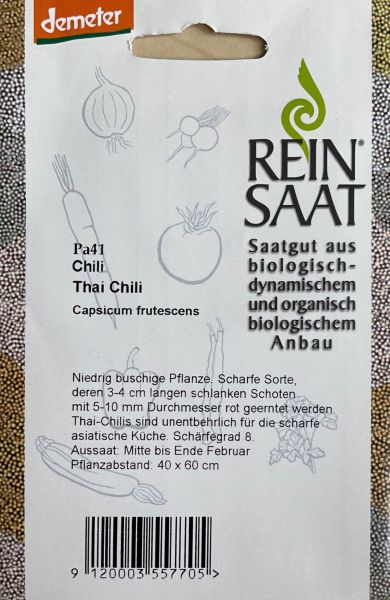 demeter
REIN
SAAT®
Saatgut aus
biologisch-
dynamischem
und organisch
biologischem
Anbau
Pa41
Chili
Thai Chili
Capsicum frutescens
Niedrig buschige Pflanze. Scharfe Sorte,
deren 3-4 cm langen schlanken Schoten
mit 5-10 mm Durchmesser rot geerntet werden.
Thai-Chilis sind unentbehrlich für die scharfe
asiatische Küche. Schärfegrad 8.
Aussaat: Mitte bis Ende Februar
Pflanzabstand: 40 x 60 cm
9 120003 557705 >